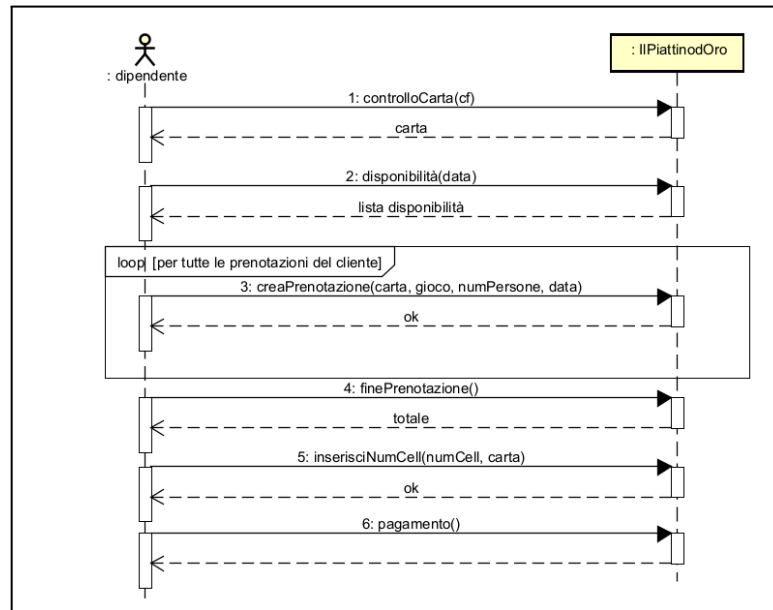 : dipendente
: IlPiattinodOro
1: controlloCarta(cf)
carta
2: disponibilità(data)
lista disponibilità
loop [per tutte le prenotazioni del cliente]
3: creaPrenotazione(carta, gioco, numPersone, data)
ok
4: finePrenotazione()
totale
5: inserisciNumCell(numCell, carta)
ok
6: pagamento()